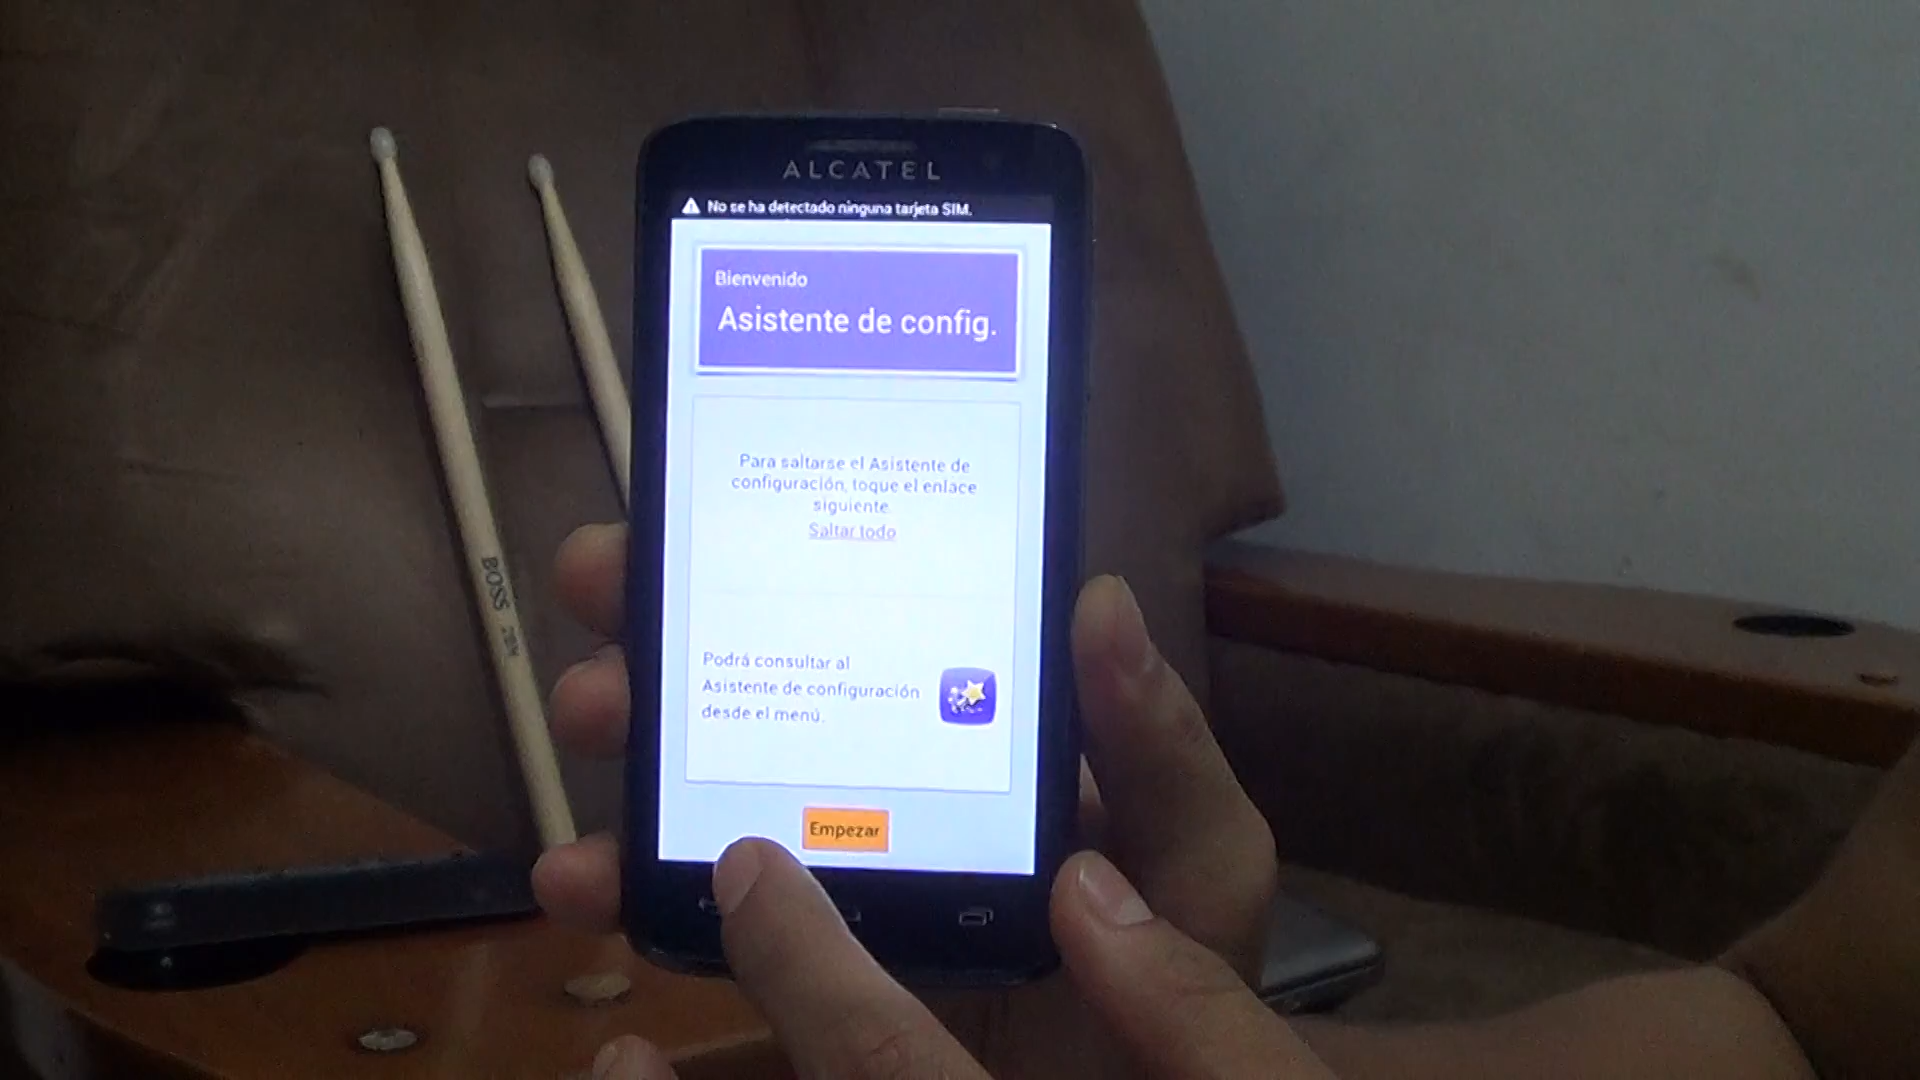 ALCATEL
No se ha detectado ninguna tarjeta SIM.
Bienvenido
Asistente de config.
Para saltarse el Asistente de
configuración, toque el enlace
siguiente.
Saltar todo
Podrá consultar al
Asistente de configuración
desde el menú.
Empezar
BOSS